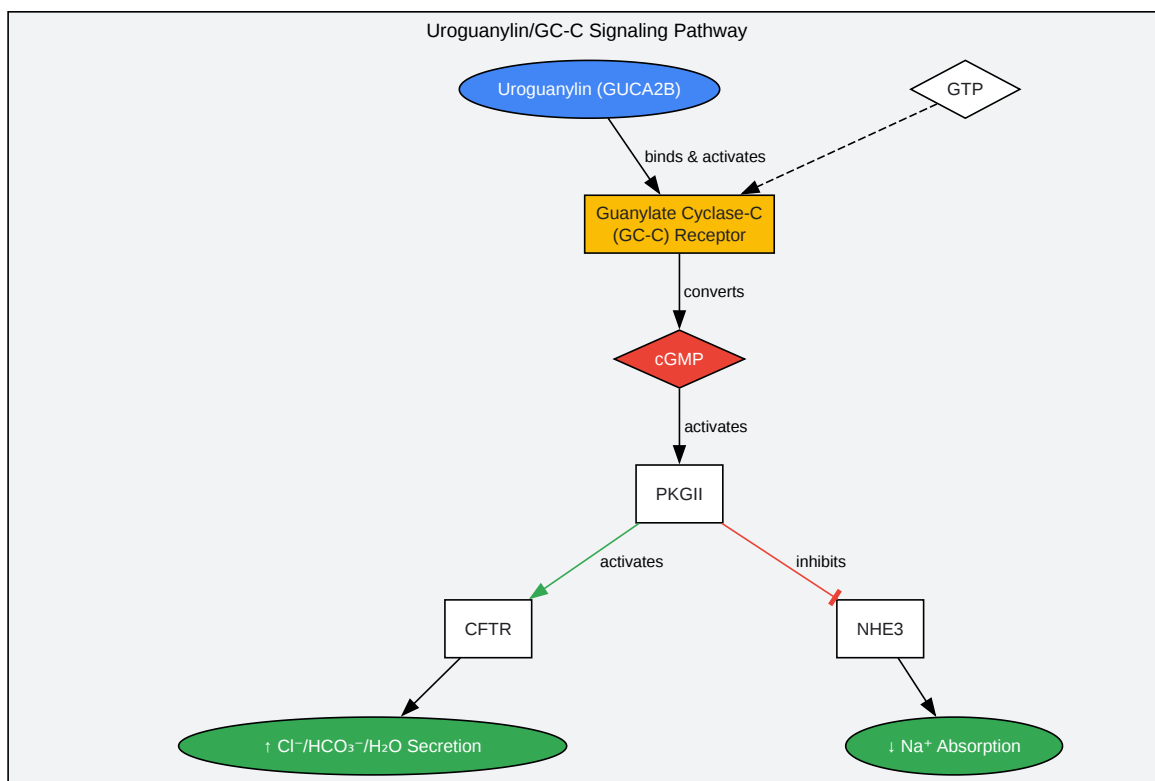 Uroguanylin/GC-C Signaling Pathway
Uroguanylin (GUCA2B)
GTP
binds & activates
Guanylate Cyclase-C
(GC-C) Receptor
converts
cGMP
activates
PKGII
activates
inhibits
CFTR
NHE3
↑ Cl⁻/HCO₃⁻/H₂O Secretion
↓ Na⁺ Absorption